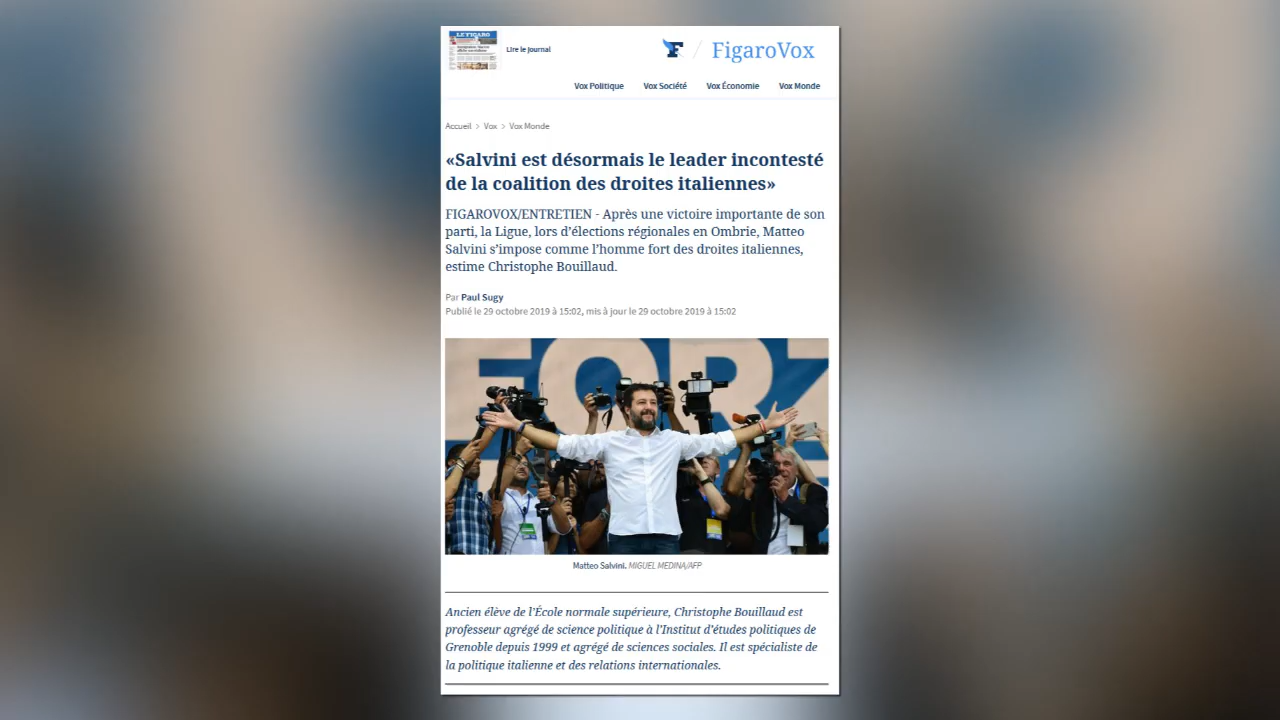 LE FIGARO
Lire le Journal
F / FigaroVox
Vox Politique Vox Société Vox Économie Vox Monde
Accueil > Vox > Vox Monde
«Salvini est désormais le leader incontesté
de la coalition des droites italiennes»
FIGAROVOX/ENTRETIEN - Après une victoire importante de son
parti, la Ligue, lors d'élections régionales en Ombrie, Matteo
Salvini s'impose comme l'homme fort des droites italiennes,
estime Christophe Bouillaud.
Par Paul Sugy
Publié le 29 octobre 2019 à 15:02, mis à jour le 29 octobre 2019 à 15:02
FORZ
Matteo Salvini. MIGUEL MEDINA/AFP
Ancien élève de l'École normale supérieure, Christophe Bouillaud est
professeur agrégé de science politique à l'Institut d'études politiques de
Grenoble depuis 1999 et agrégé de sciences sociales. Il est spécialiste de
la politique italienne et des relations internationales.